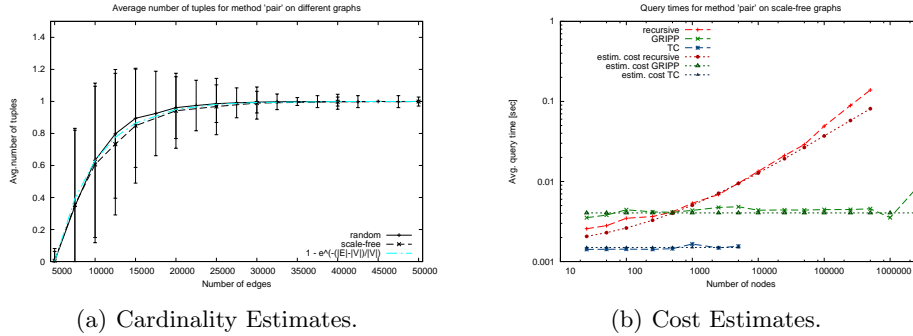 Average number of tuples for method 'pair' on different graphs
1.4
1.2
1
0.8
0.6
0.4
0.2
0
Avg.number of tuples
random
scale-free
1 - e^(-(|E|-|V|)/|V|)
5000 10000 15000 20000 25000 30000 35000 40000 45000 50000
Number of edges
(a) Cardinality Estimates.
Query times for method 'pair' on scale-free graphs
recursive
GRIPP
TC
estim. cost recursive
estim. cost GRIPP
estim. cost TC
1
0.1
0.01
0.001
Avg. query time [sec]
10 100 1000 10000 100000 1000000
Number of nodes
(b) Cost Estimates.